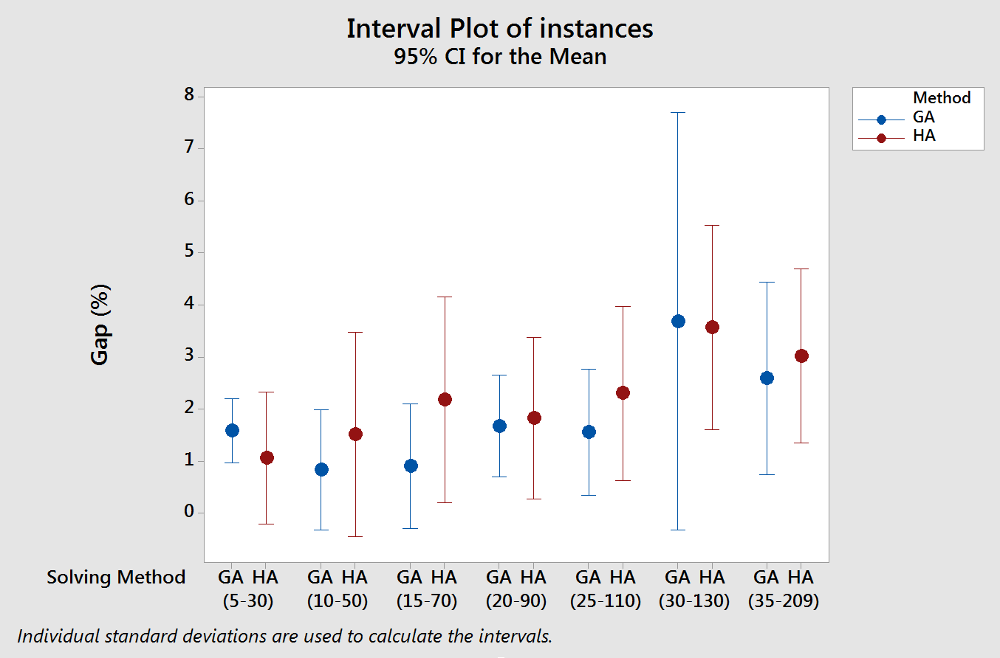 Interval Plot of instances
95% CI for the Mean
Method
GA
HA
8
7
6
5
4
3
2
1
0
Gap (%)
Solving Method GA HA GA HA GA HA GA HA GA HA GA HA GA HA
(5-30) (10-50) (15-70) (20-90) (25-110) (30-130) (35-209)
Individual standard deviations are used to calculate the intervals.